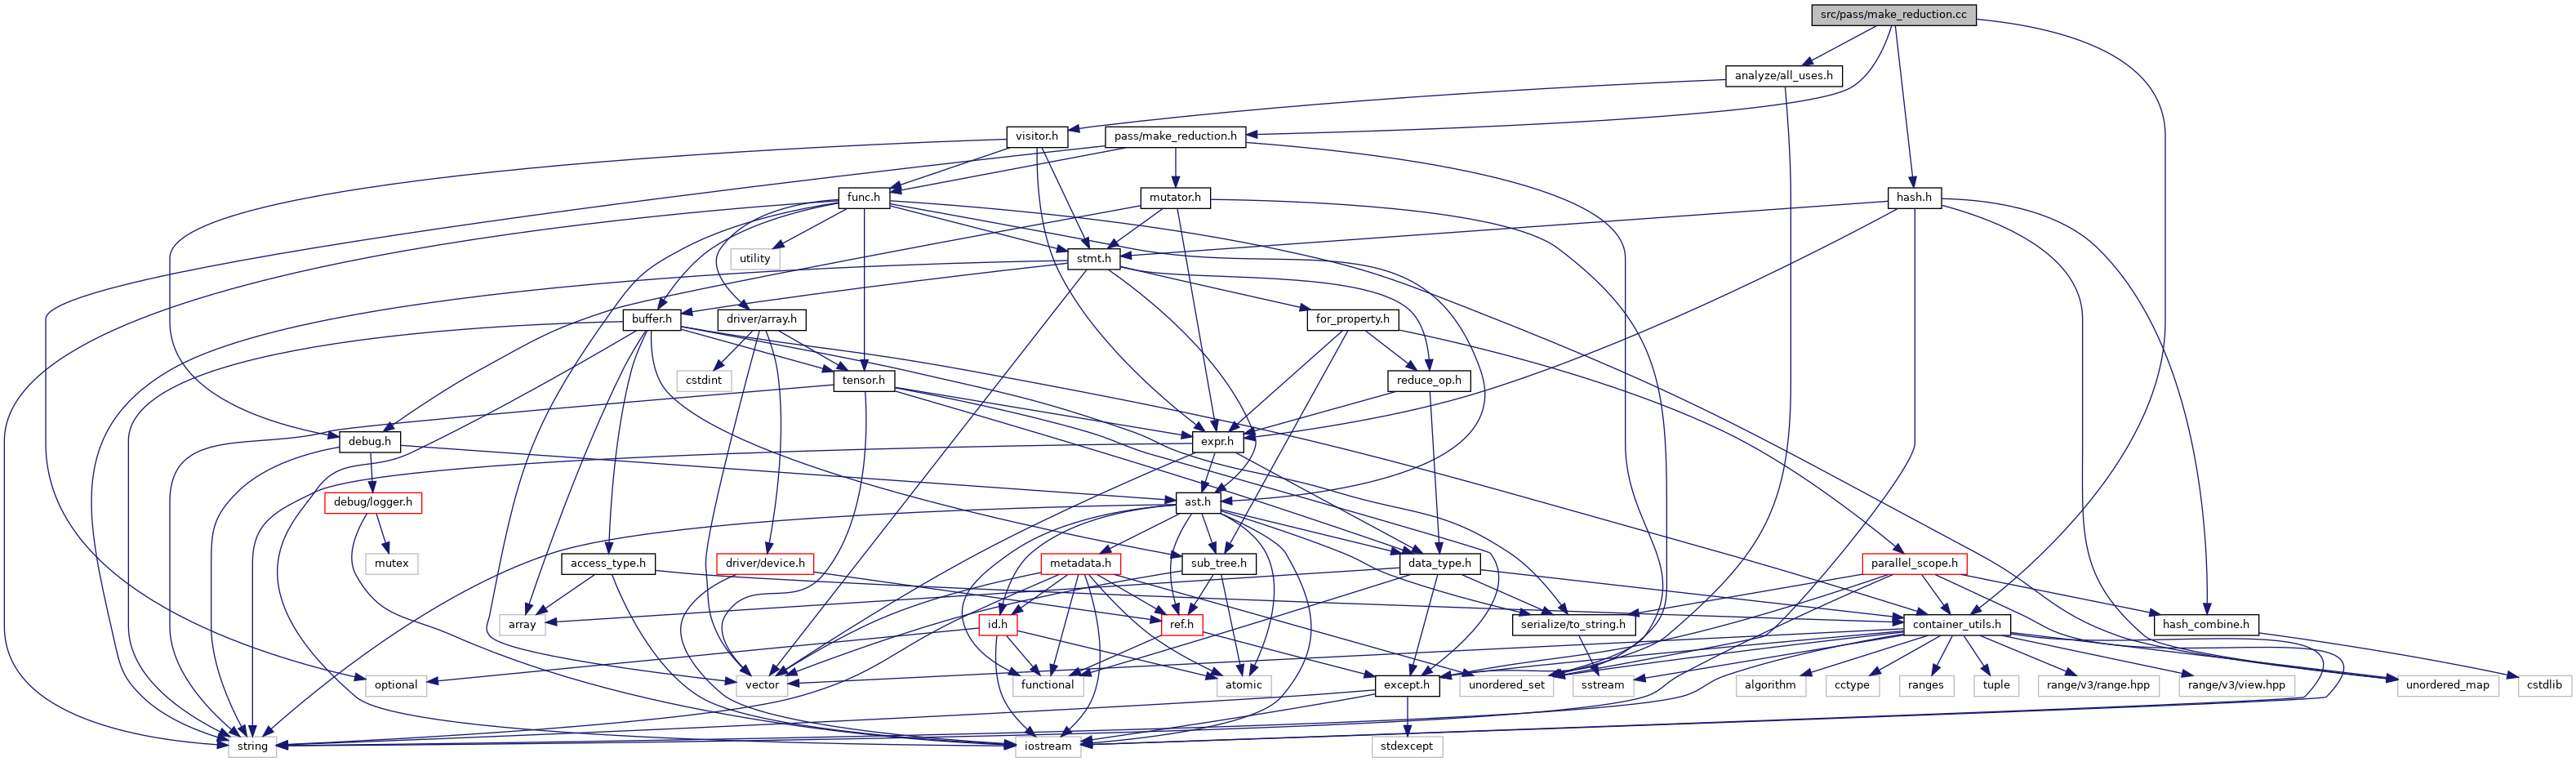 src/pass/make_reduction.cc
analyze/all_uses.h
visitor.h
pass/make_reduction.h
func.h
mutator.h
hash.h
utility
stmt.h
buffer.h
driver/array.h
for_property.h
cstdint
tensor.h
reduce_op.h
debug.h
expr.h
debug/logger.h
ast.h
mutex
access_type.h
driver/device.h
metadata.h
sub_tree.h
data_type.h
parallel_scope.h
array
id.h
ref.h
serialize/to_string.h
container_utils.h
hash_combine.h
optional
vector
functional
atomic
except.h
unordered_set
sstream
algorithm
cctype
ranges
tuple
range/v3/range.hpp
range/v3/view.hpp
unordered_map
cstdlib
string
iostream
stdexcept